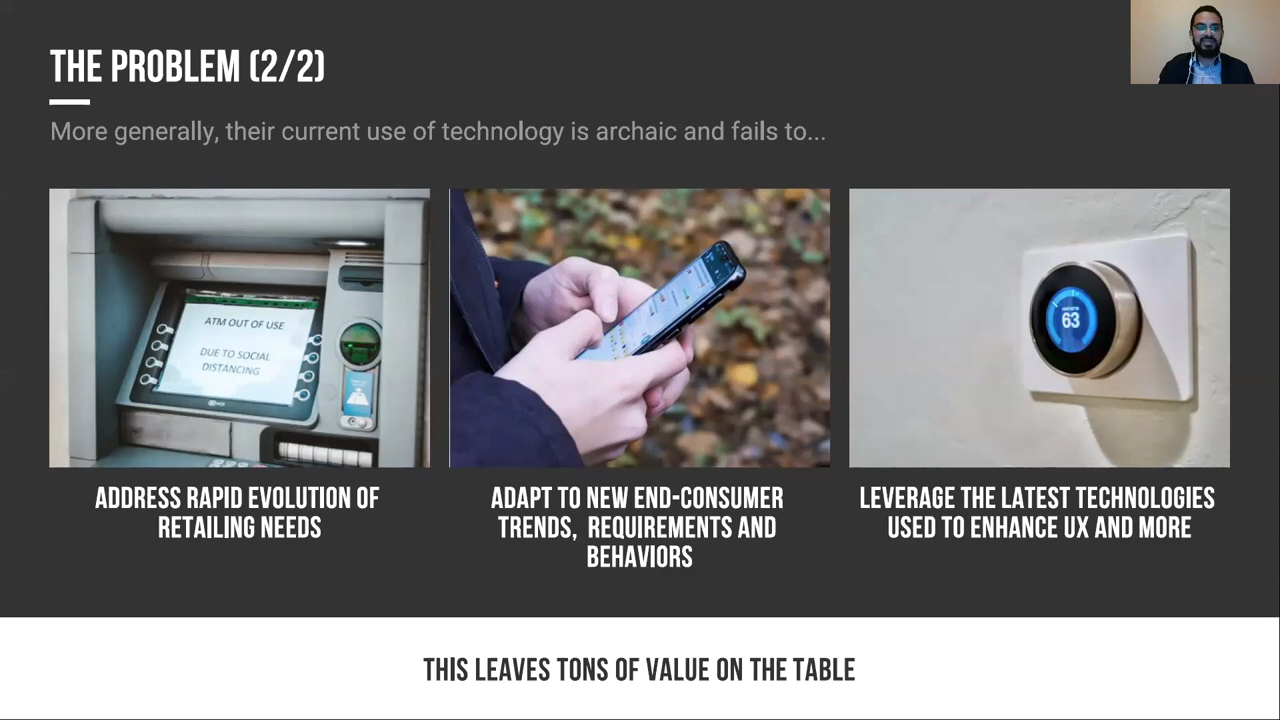 THE PROBLEM (2/2)
More generally, their current use of technology is archaic and fails to...
ATM OUT OF USE
DUE TO SOCIAL
DISTANCING
63
ADDRESS RAPID EVOLUTION OF
RETAILING NEEDS
ADAPT TO NEW END-CONSUMER
TRENDS, REQUIREMENTS AND
BEHAVIORS
LEVERAGE THE LATEST TECHNOLOGIES
USED TO ENHANCE UX AND MORE
THIS LEAVES TONS OF VALUE ON THE TABLE